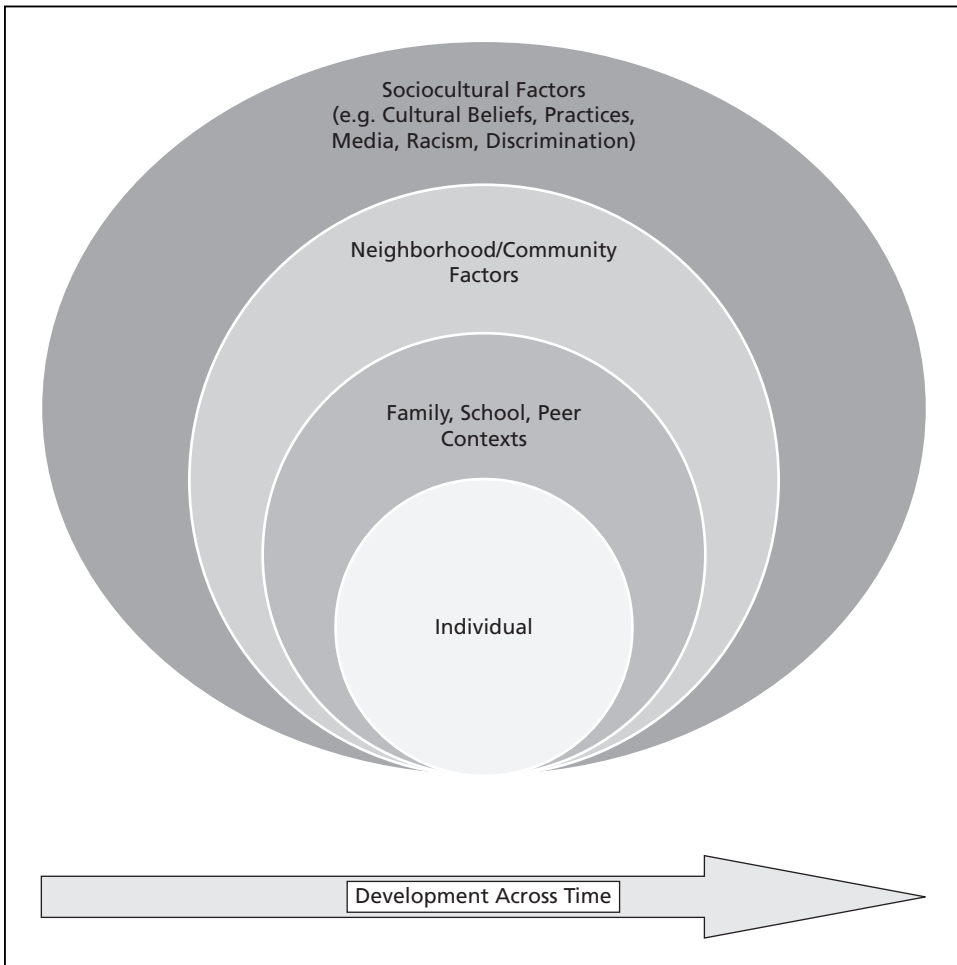 Sociocultural Factors
(e.g. Cultural Beliefs, Practices,
Media, Racism, Discrimination)
Neighborhood/Community
Factors
Family, School, Peer
Contexts
Individual
Development Across Time